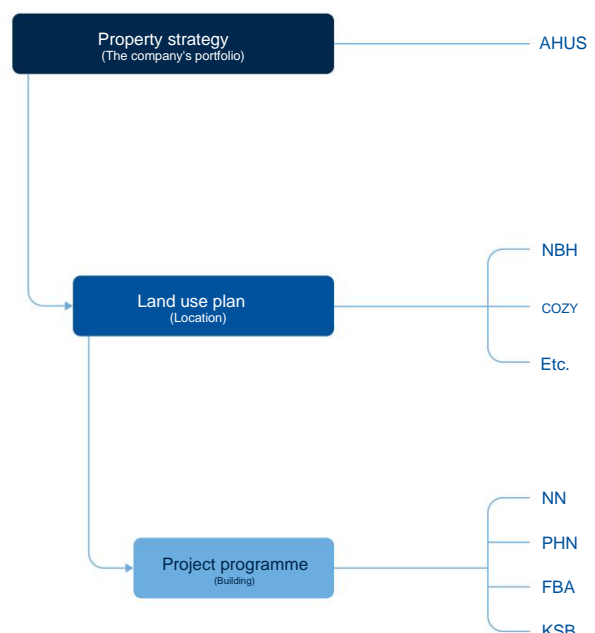 Property strategy
(The company's portfolio)
AHUS
NBH
Land use plan
(Location)
COZY
Etc.
NN
PHN
Project programme
(Building)
FBA
KSB